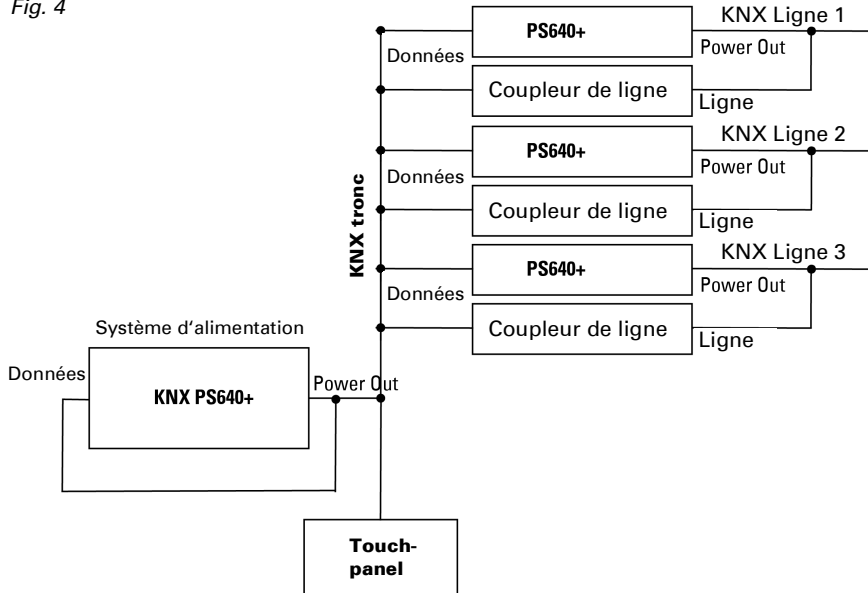 Fig. 4
KNX Ligne 1
PS640+
Données
Power Out
Coupleur de ligne
Ligne
KNX Ligne 2
PS640+
Données
Power Out
Coupleur de ligne
Ligne
KNX tronc
KNX Ligne 3
PS640+
Données
Power Out
Coupleur de ligne
Ligne
Système d'alimentation
Données
KNX PS640+
Power Out
Touch-
panel